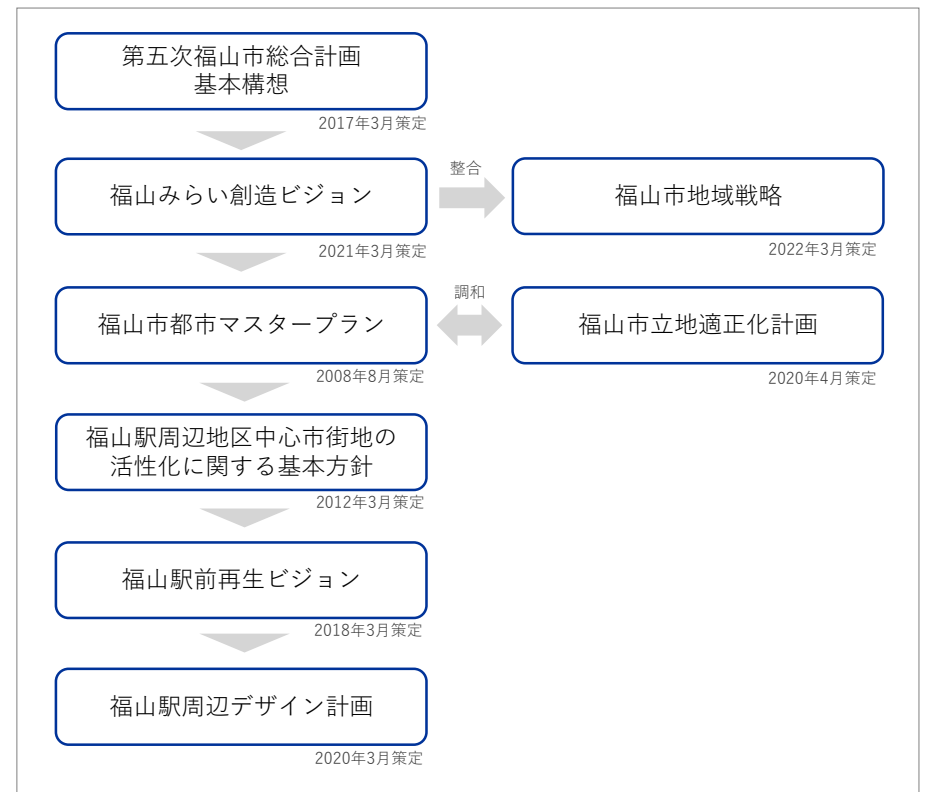 第五次福山市総合計画
基本構想
2017年3月策定
福山みらい創造ビジョン
2021年3月策定
整合
福山市地域戦略
2022年3月策定
福山市都市マスタープラン
2008年8月策定
調和
福山市立地適正化計画
2020年4月策定
福山駅周辺地区中心市街地の
活性化に関する基本方針
2012年3月策定
福山駅前再生ビジョン
2018年3月策定
福山駅周辺デザイン計画
2020年3月策定